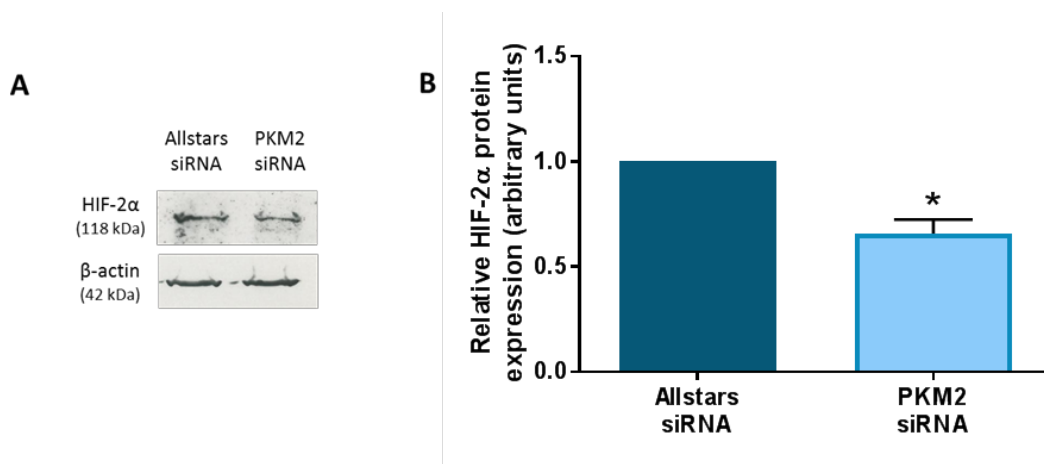 A
Allstars
siRNA
PKM2
siRNA
HIF-2α
(118 kDa)
β-actin
(42 kDa)
B
Relative HIF-2α protein
expression (arbitrary units)
1.5
1.0
0.5
0.0
*
Allstars
siRNA
PKM2
siRNA